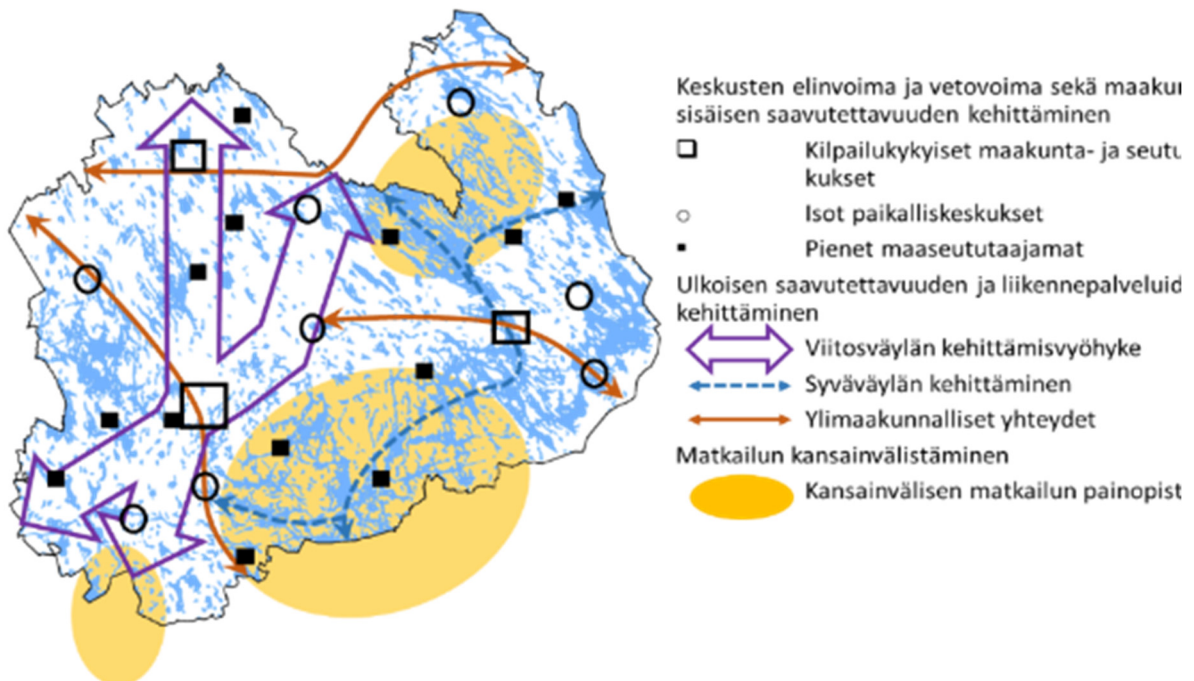 Keskusten elinvoima ja vetovoima sekä maakun
sisäisen saavutettavuuden kehittäminen
Kilpailukykyiset maakunta- ja seutu
kukset
Isot paikalliskeskukset
Pienet maaseututaajamat
Ulkoisen saavutettavuuden ja liikennepalveluid
kehittäminen
Viitosväylän kehittämisvyöhyke
Syväväylän kehittäminen
Ylimaakunnalliset yhteydet
Matkailun kansainvälistäminen
Kansainvälisen matkailun painopist